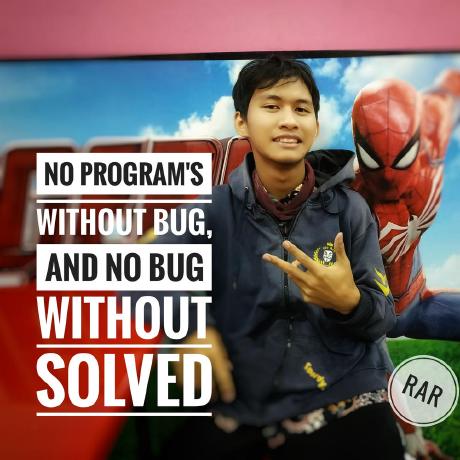 NO PROGRAM'S
WITHOUT BUG,
AND NO BUG
WITHOUT
SOLVED
RAR